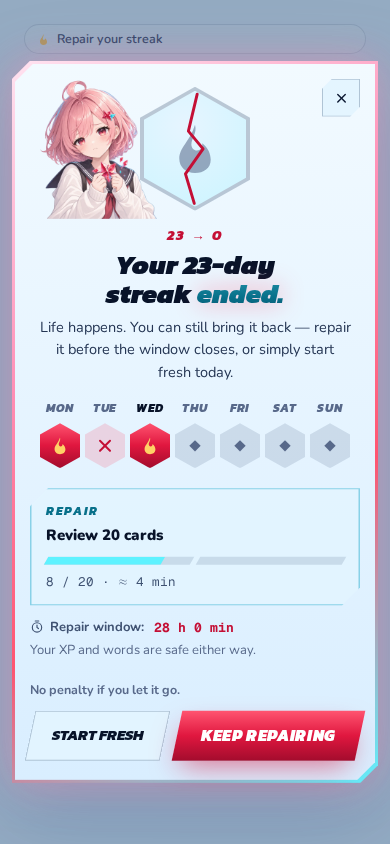 Repair your streak
×
23 → 0
Your 23-day
streak ended.
Life happens. You can still bring it back — repair
it before the window closes, or simply start
fresh today.
MON TUE WED THU FRI SAT SUN
REPAIR
Review 20 cards
8 / 20 · ≈ 4 min
Repair window: 28 h 0 min
Your XP and words are safe either way.
No penalty if you let it go.
START FRESH KEEP REPAIRING